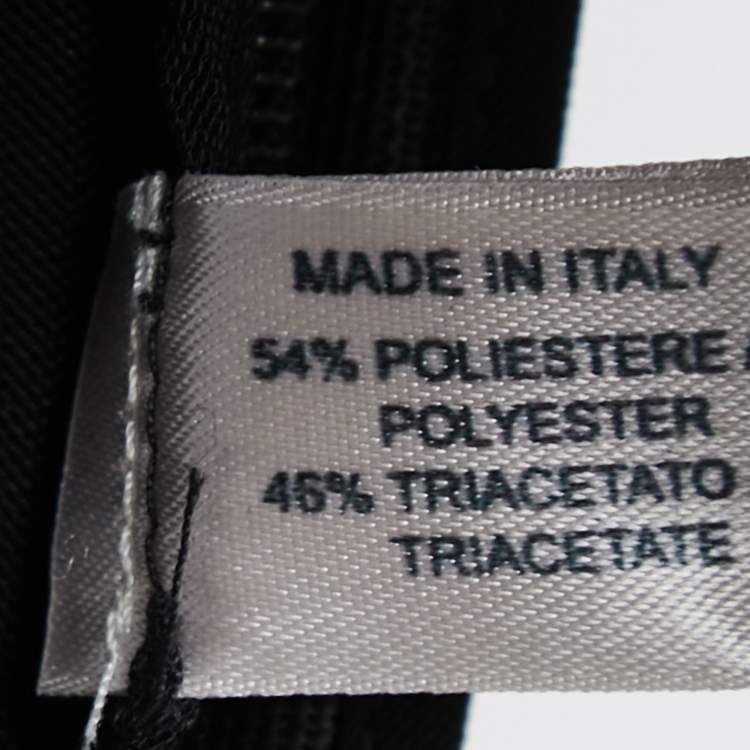 MADE IN ITALY
54% POLIESTERE
POLYESTER
46% TRIACETATO
TRIACETATE